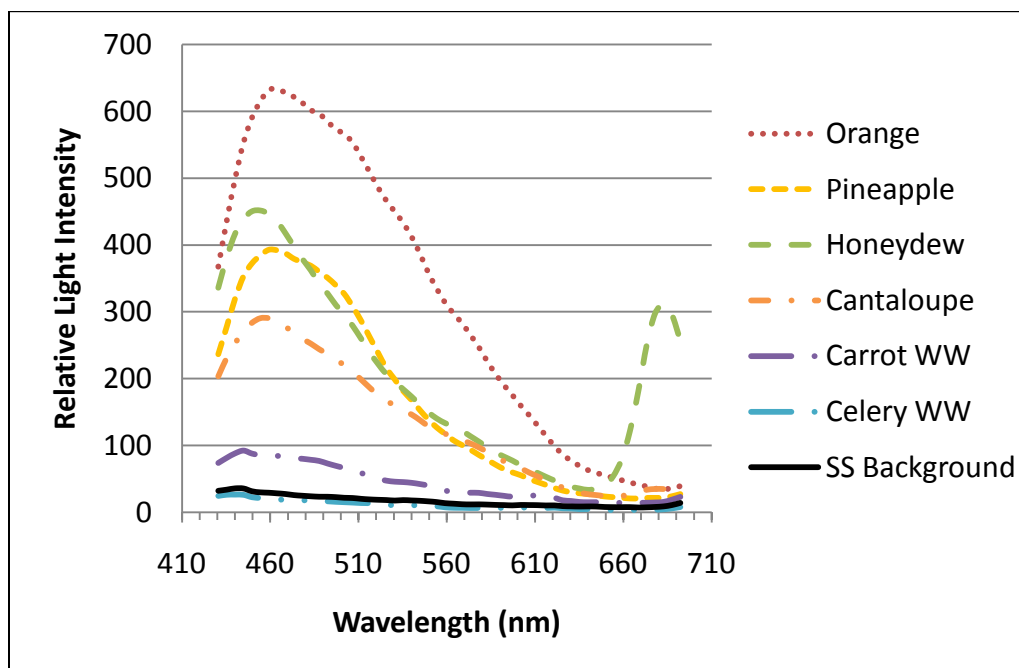 700
600
500
400
300
200
100
0
Relative Light Intensity
410 460 510 560 610 660 710
Wavelength (nm)
Orange
Pineapple
Honeydew
Cantaloupe
Carrot WW
Celery WW
SS Background